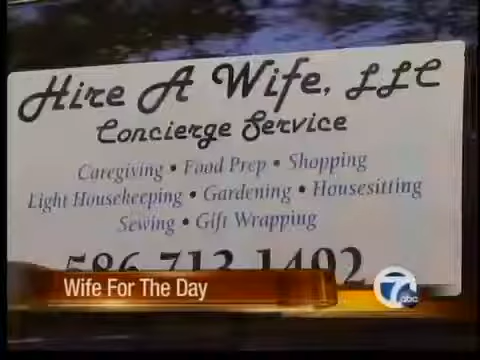 Hire A Wife, LLC
Concierge Service
Caregiving • Food Prep • Shopping
Light Housekeeping • Gardening • Housesitting
Sewing • Gift Wrapping
586 713 1492
Wife For The Day
7 abc